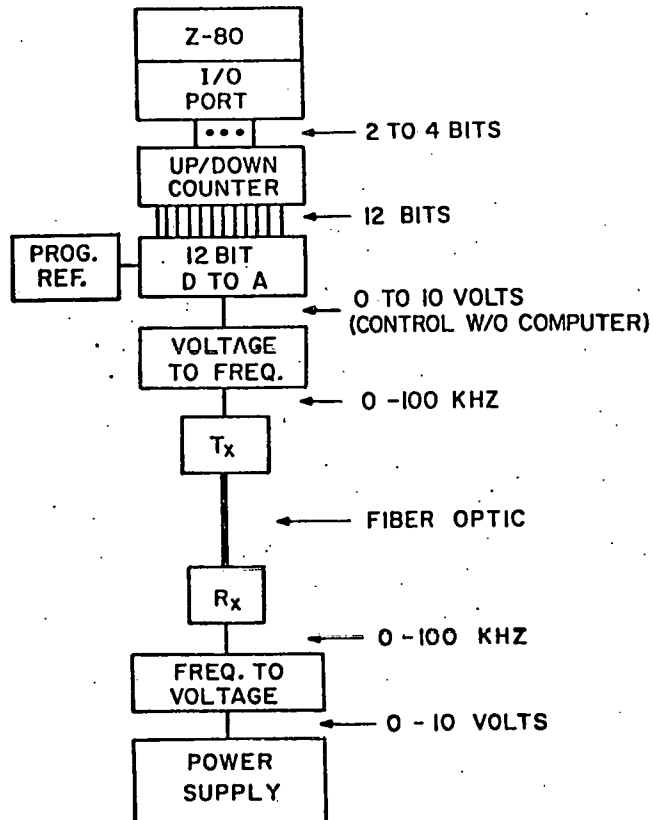 Z-80
I/O
PORT
2 TO 4 BITS
UP/DOWN
COUNTER
12 BITS
PROG.
REF.
12 BIT
D TO A
0 TO 10 VOLTS
(CONTROL W/O COMPUTER)
VOLTAGE
TO FREQ.
0 -100 KHZ
Tx
FIBER OPTIC
Rx
0 -100 KHZ
FREQ. TO
VOLTAGE
0 - 10 VOLTS
POWER
SUPPLY